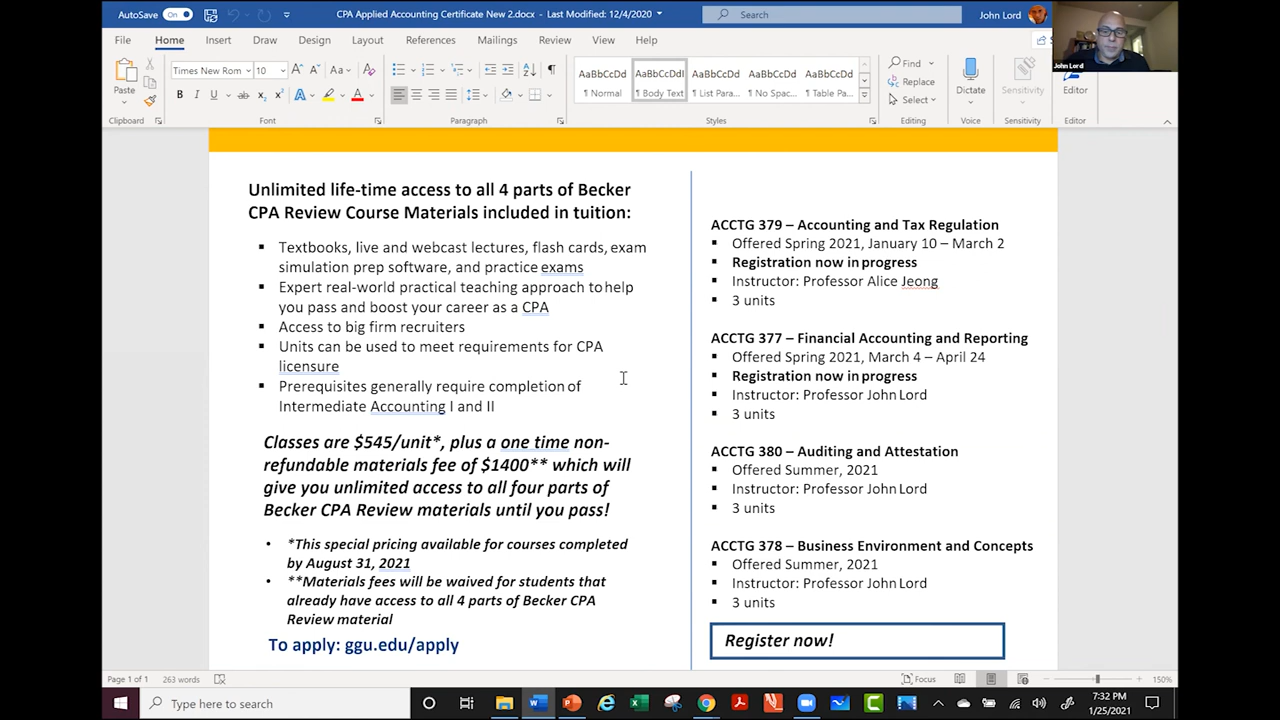 AutoSave On CPA Applied Accounting Certificate New 2.docx - Last Modified: 12/4/2020 Search John Lord
File Home Insert Draw Design Layout References Mailings Review View Help
Times New Rom 10
AaBbCcDd AaBbCcDdI AaBbCcDd AaBbCcDd AaBbCcDd
¶ Normal ¶ Body Text ¶ List Para... ¶ No Spac... ¶ Table Pa...
Paste
Find
Replace
Select
Dictate
Sensitivity
Editor
John Lord
Clipboard Font Paragraph Styles Editing Voice Sensitivity Editor
Unlimited life-time access to all 4 parts of Becker
CPA Review Course Materials included in tuition:
▪ Textbooks, live and webcast lectures, flash cards, exam
simulation prep software, and practice exams
▪ Expert real-world practical teaching approach to help
you pass and boost your career as a CPA
▪ Access to big firm recruiters
▪ Units can be used to meet requirements for CPA
licensure
▪ Prerequisites generally require completion of
Intermediate Accounting I and II
Classes are $545/unit*, plus a one time non-
refundable materials fee of $1400** which will
give you unlimited access to all four parts of
Becker CPA Review materials until you pass!
• *This special pricing available for courses completed
by August 31, 2021
• **Materials fees will be waived for students that
already have access to all 4 parts of Becker CPA
Review material
To apply: ggu.edu/apply
ACCTG 379 – Accounting and Tax Regulation
▪ Offered Spring 2021, January 10 – March 2
▪ Registration now in progress
▪ Instructor: Professor Alice Jeong
▪ 3 units
ACCTG 377 – Financial Accounting and Reporting
▪ Offered Spring 2021, March 4 – April 24
▪ Registration now in progress
▪ Instructor: Professor John Lord
▪ 3 units
ACCTG 380 – Auditing and Attestation
▪ Offered Summer, 2021
▪ Instructor: Professor John Lord
▪ 3 units
ACCTG 378 – Business Environment and Concepts
▪ Offered Summer, 2021
▪ Instructor: Professor John Lord
▪ 3 units
Register now!
Page 1 of 1 263 words Focus 150%
Type here to search
7:32 PM
1/25/2021